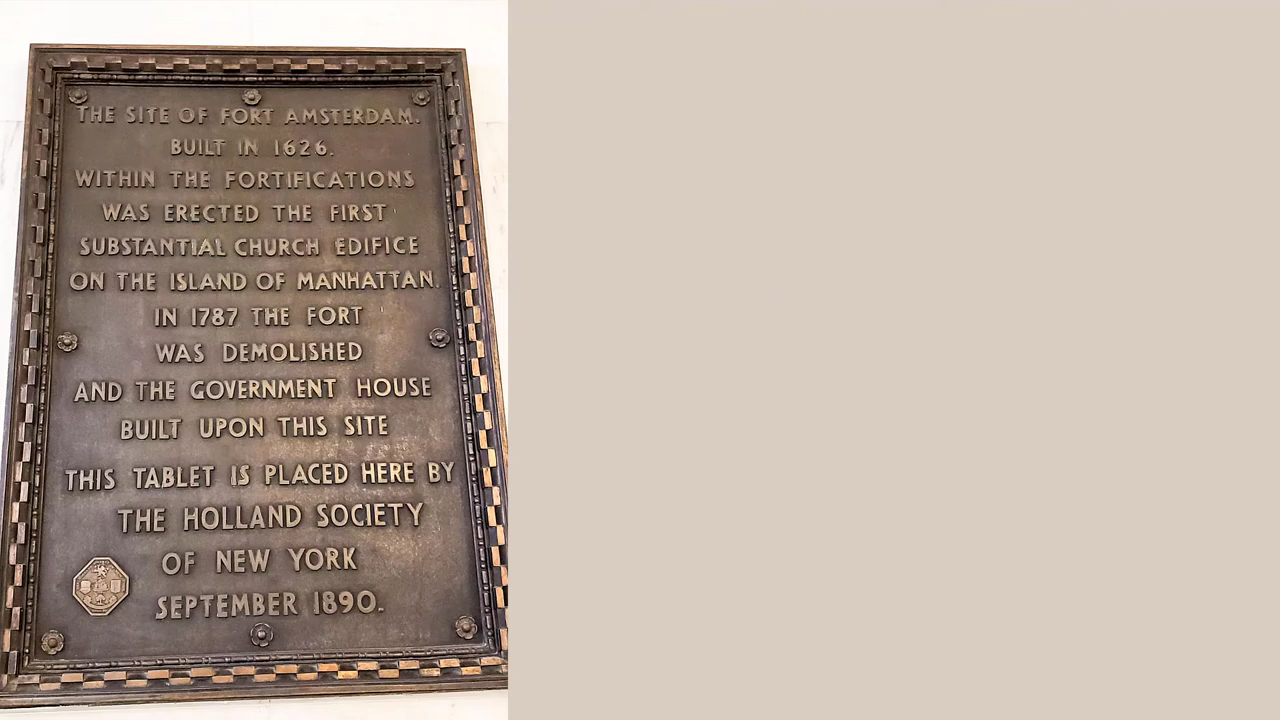 THE SITE OF FORT AMSTERDAM.
BUILT IN 1626.
WITHIN THE FORTIFICATIONS
WAS ERECTED THE FIRST
SUBSTANTIAL CHURCH EDIFICE
ON THE ISLAND OF MANHATTAN.
IN 1787 THE FORT
WAS DEMOLISHED
AND THE GOVERNMENT HOUSE
BUILT UPON THIS SITE
THIS TABLET IS PLACED HERE BY
THE HOLLAND SOCIETY
OF NEW YORK
SEPTEMBER 1890.